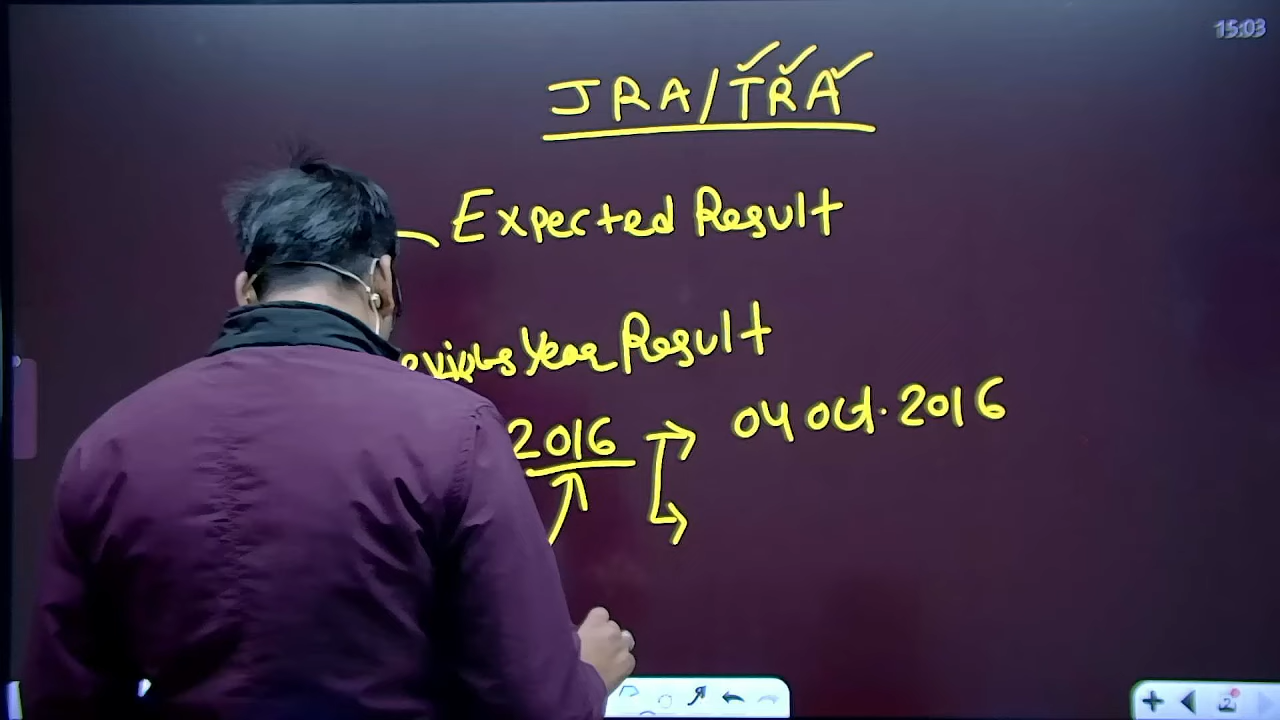 15:03
JRA/TRA
Expected Result
Year Result
2016 → 04 Oct. 2016